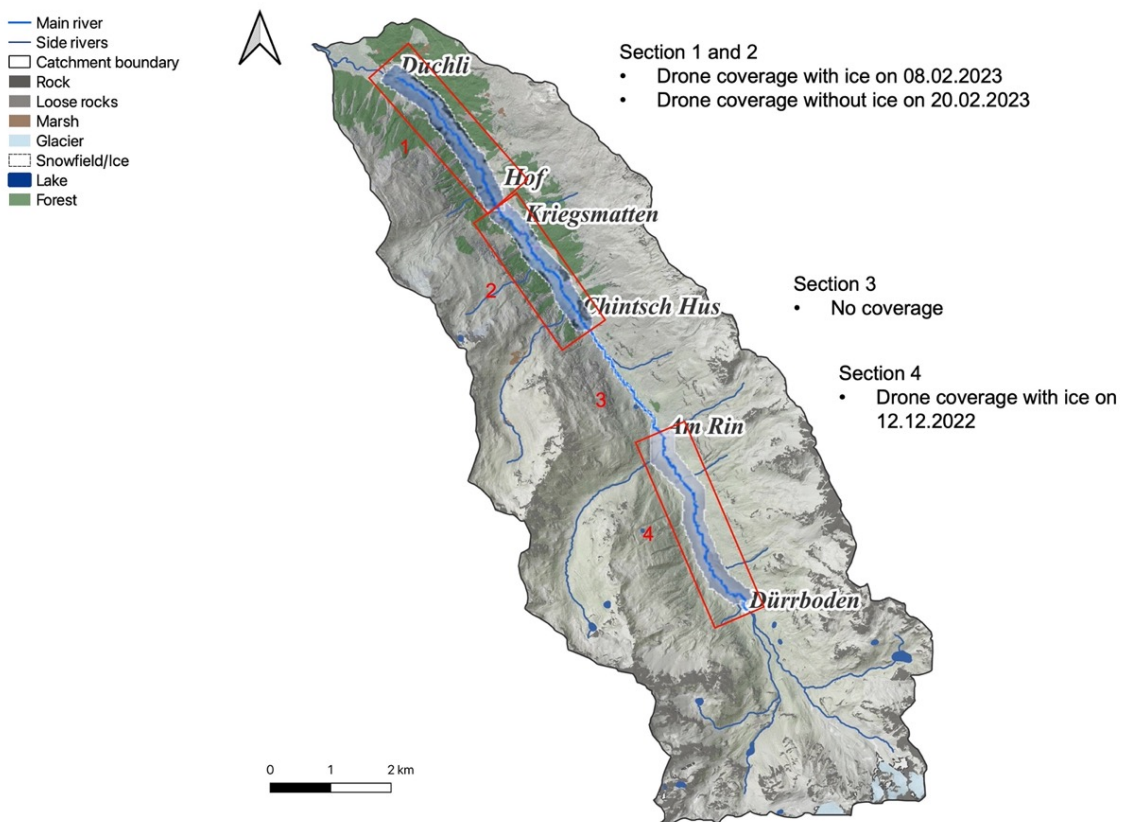 Main river
Side rivers
Catchment boundary
Rock
Loose rocks
Marsh
Glacier
Snowfield/Ice
Lake
Forest
Section 1 and 2
• Drone coverage with ice on 08.02.2023
• Drone coverage without ice on 20.02.2023
Duchli
1
Hof
Kriegsmatten
2
Chintsch Hus
Section 3
• No coverage
3
Section 4
• Drone coverage with ice on
12.12.2022
Am Rin
4
Dürrboden
0 1 2 km